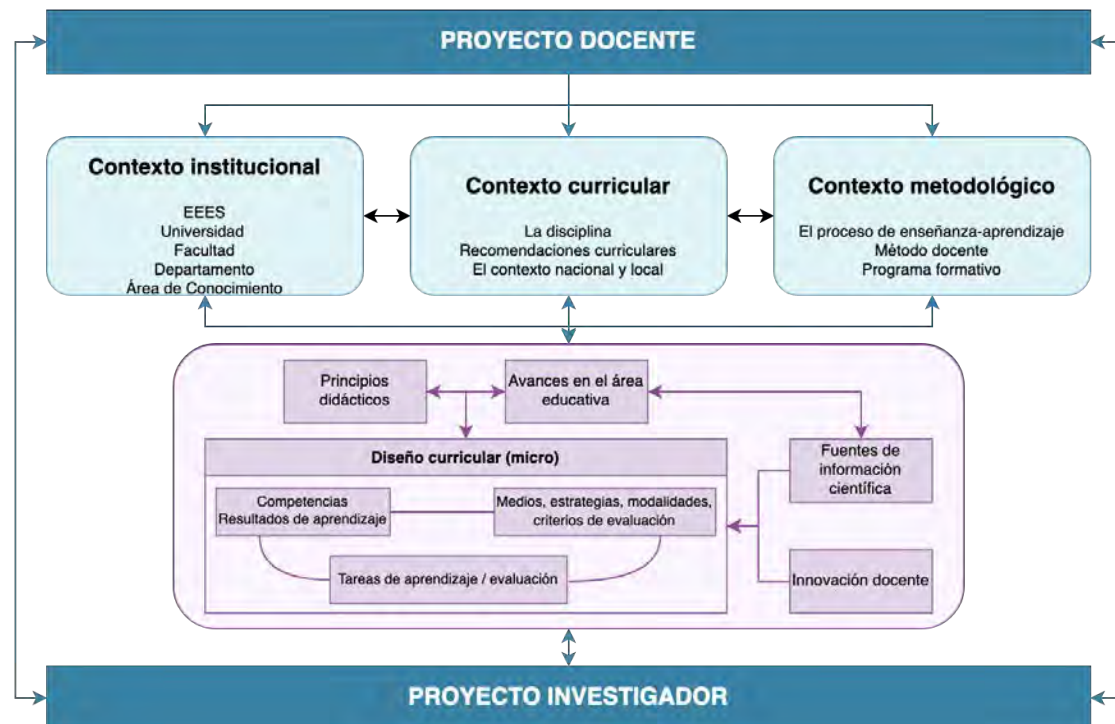 PROYECTO DOCENTE
Contexto institucional
EEES
Universidad
Facultad
Departamento
Área de Conocimiento
Contexto curricular
La disciplina
Recomendaciones curriculares
El contexto nacional y local
Contexto metodológico
El proceso de enseñanza-aprendizaje
Método docente
Programa formativo
Principios
didácticos
Avances en el área
educativa
Diseño curricular (micro)
Competencias
Resultados de aprendizaje
Medios, estrategias, modalidades,
criterios de evaluación
Tareas de aprendizaje / evaluación
Fuentes de
información
científica
Innovación docente
PROYECTO INVESTIGADOR